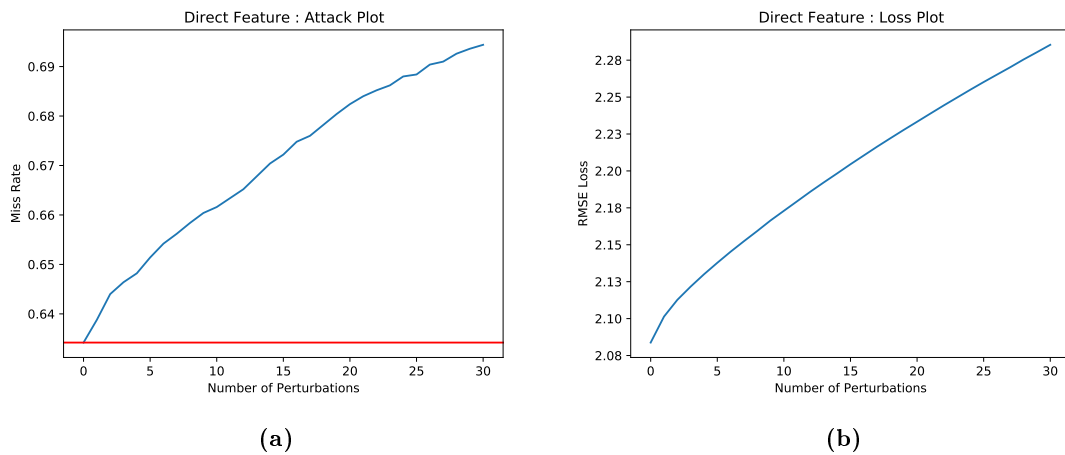 Direct Feature : Attack Plot
Miss Rate
0.69
0.68
0.67
0.66
0.65
0.64
0 5 10 15 20 25 30
Number of Perturbations
(a)
Direct Feature : Loss Plot
RMSE Loss
2.28
2.25
2.23
2.20
2.18
2.15
2.13
2.10
2.08
0 5 10 15 20 25 30
Number of Perturbations
(b)